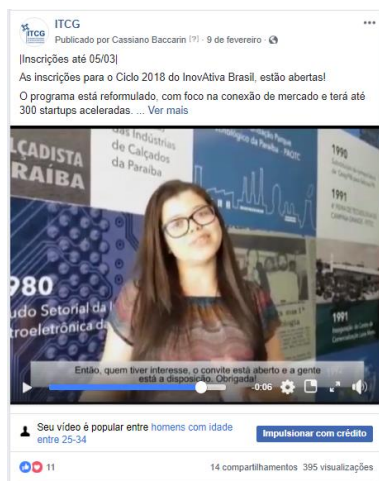 ITCG
Publicado por Cassiano Baccarin [?] · 9 de fevereiro ·
|Inscrições até 05/03|
As inscrições para o Ciclo 2018 do InovAtiva Brasil, estão abertas!
O programa está reformulado, com foco na conexão de mercado e terá até
300 startups aceleradas. ... Ver mais
das Indústrias
de Calçados
da Paraíba
LÇADISTA
RAÍBA
1990
1991
980
udo Setorial da I
troeletrônica da
1991
Então, quem tiver interesse, o convite está aberto e a gente
está a disposição. Obrigada!
-0:06
Seu vídeo é popular entre homens com idade
entre 25-34
Impulsionar com crédito
11
14 compartilhamentos 395 visualizações